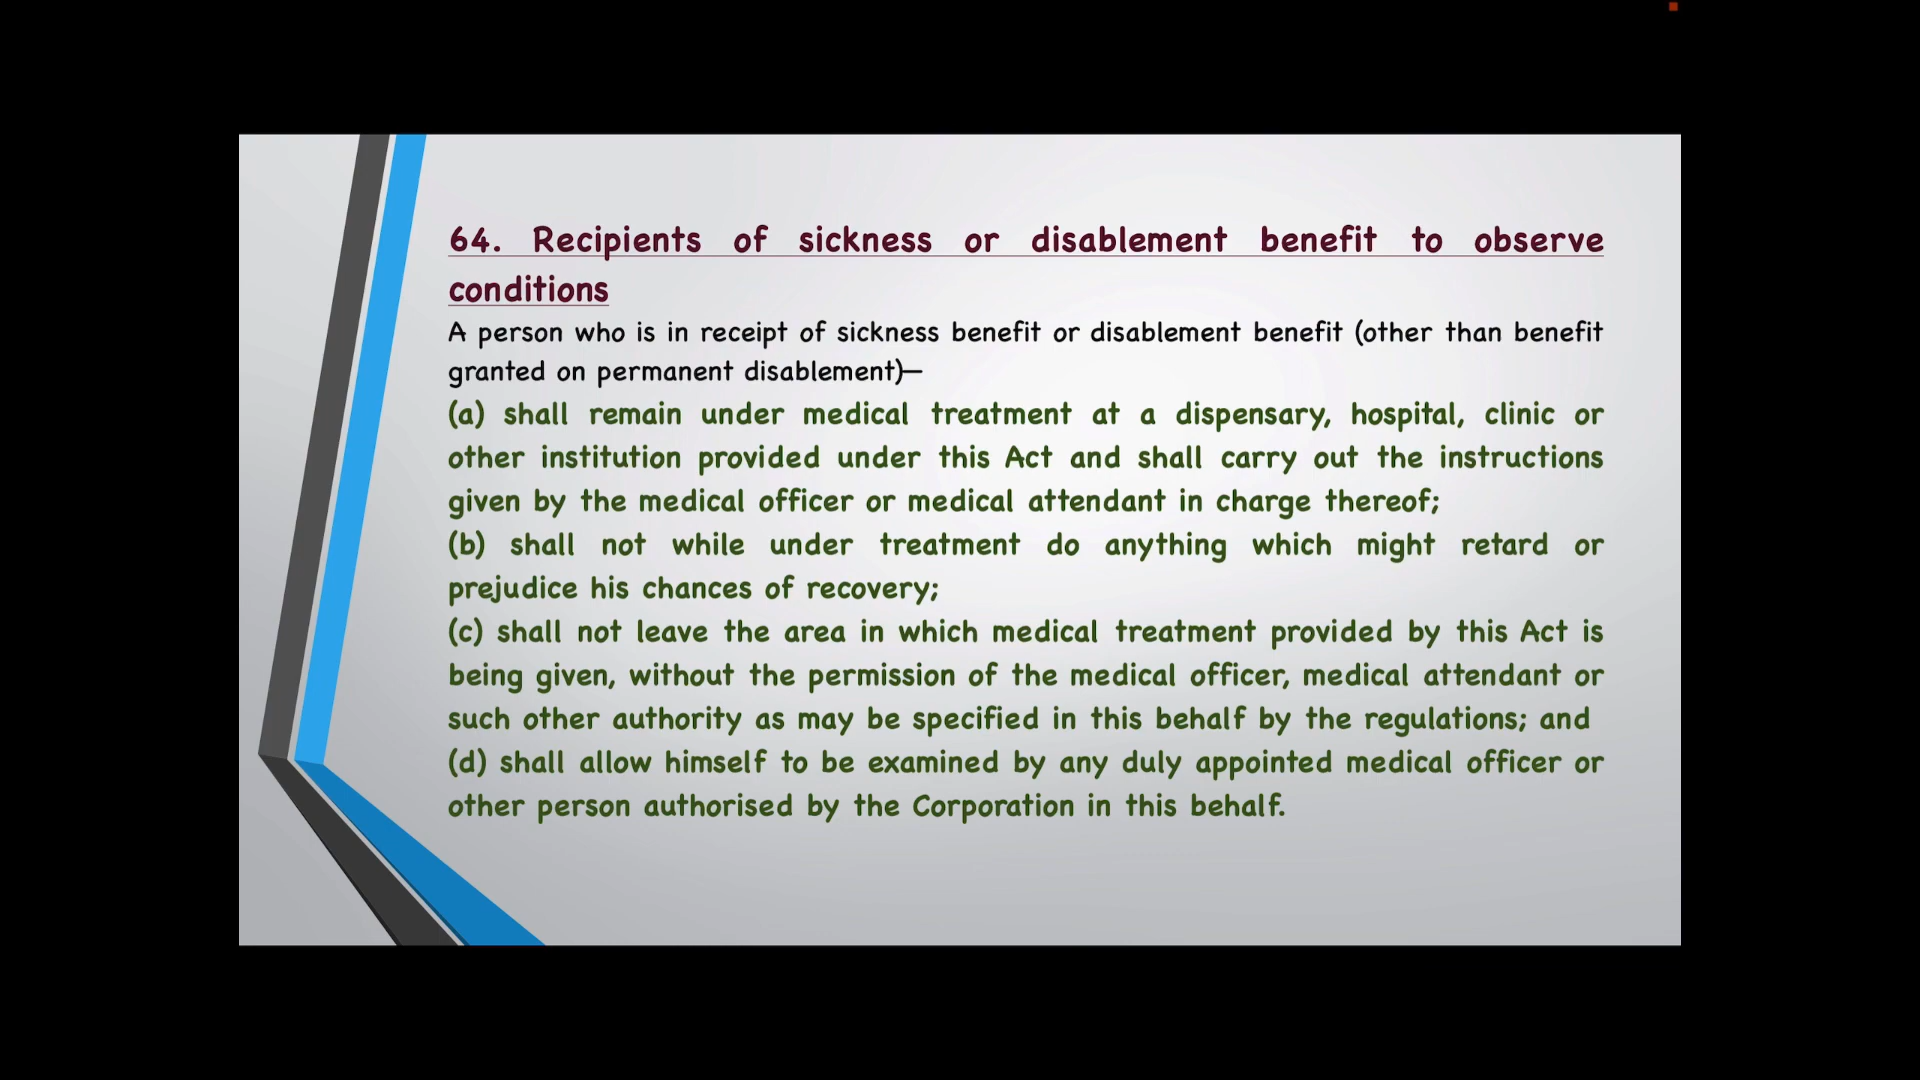 64. Recipients of sickness or disablement benefit to observe
conditions
A person who is in receipt of sickness benefit or disablement benefit (other than benefit
granted on permanent disablement)—
(a) shall remain under medical treatment at a dispensary, hospital, clinic or
other institution provided under this Act and shall carry out the instructions
given by the medical officer or medical attendant in charge thereof;
(b) shall not while under treatment do anything which might retard or
prejudice his chances of recovery;
(c) shall not leave the area in which medical treatment provided by this Act is
being given, without the permission of the medical officer, medical attendant or
such other authority as may be specified in this behalf by the regulations; and
(d) shall allow himself to be examined by any duly appointed medical officer or
other person authorised by the Corporation in this behalf.